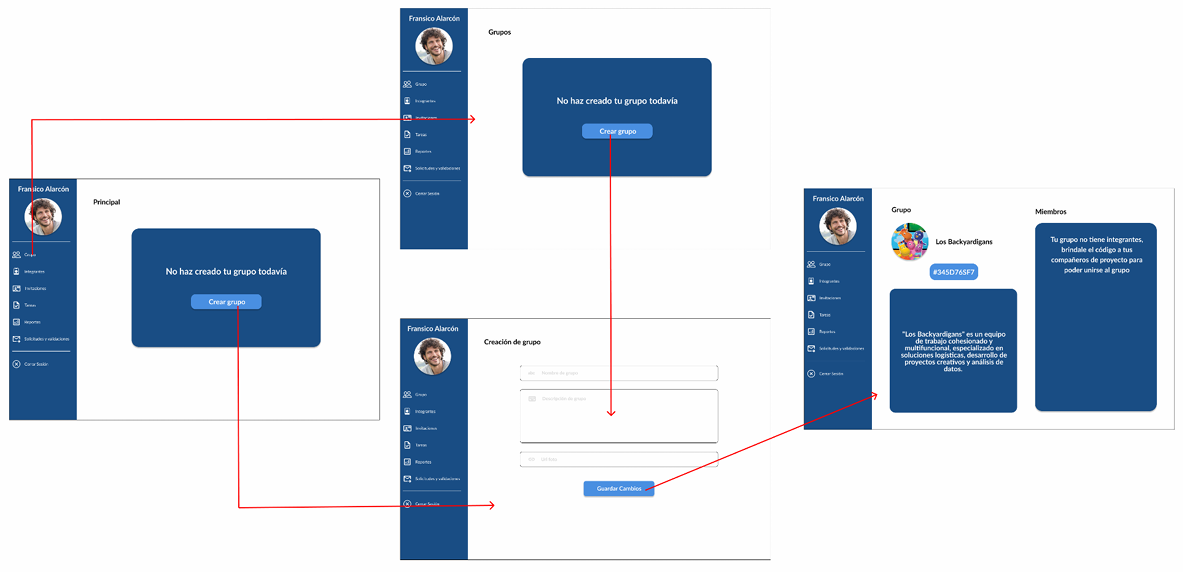 Fransico Alarcón
Grupo
Integrantes
Invitaciones
Tareas
Reportes
Solicitudes y validaciones
Cerrar Sesión
Principal
No haz creado tu grupo todavía
Crear grupo
Fransico Alarcón
Grupo
Integrantes
Invitaciones
Tareas
Reportes
Solicitudes y validaciones
Cerrar Sesión
Grupos
No haz creado tu grupo todavía
Crear grupo
Fransico Alarcón
Grupo
Integrantes
Invitaciones
Tareas
Reportes
Solicitudes y validaciones
Cerrar Sesión
Creación de grupo
Nombre de grupo
Descripción de grupo
Guardar Cambios
Fransico Alarcón
Grupo
Integrantes
Invitaciones
Tareas
Reportes
Solicitudes y validaciones
Cerrar Sesión
Grupo
Los Backyardigans
#345D765F7
"Los Backyardigans" es un equipo
de trabajo cohesionado y
multifuncional, especializado en
soluciones logísticas, desarrollo de
proyectos creativos y análisis de
datos.
Miembros
Tu grupo no tiene integrantes,
brindale el código a tus
compañeros de proyecto para
poder unirse al grupo